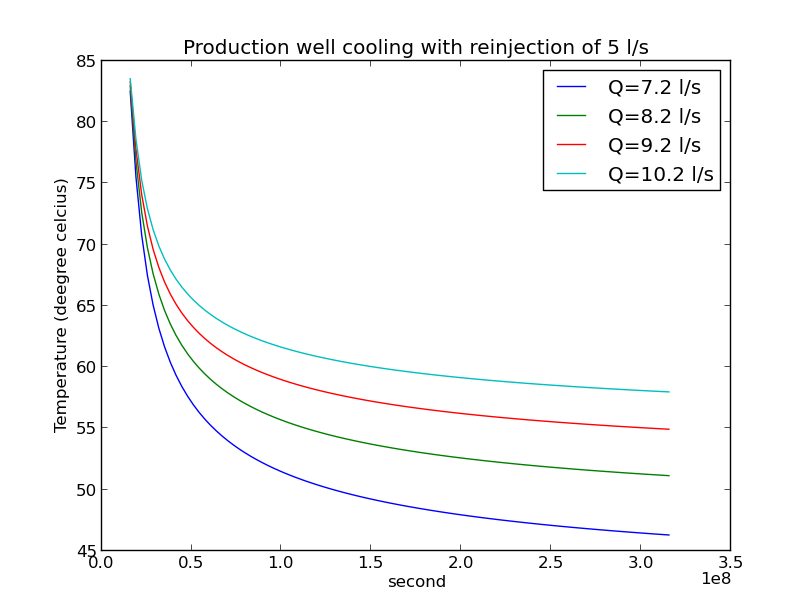 Production well cooling with reinjection of 5 l/s
Q=7.2 l/s
Q=8.2 l/s
Q=9.2 l/s
Q=10.2 l/s
Temperature (deegree celcius)
85
80
75
70
65
60
55
50
45
0.0 0.5 1.0 1.5 2.0 2.5 3.0 3.5
1e8
second